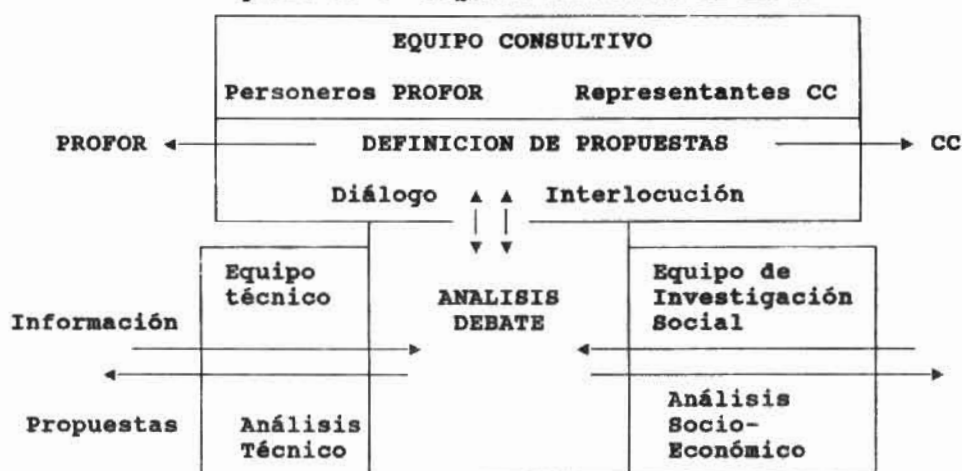 EQUIPO CONSULTIVO
Personeros PROFOR Representantes CC
PROFOR DEFINICION DE PROPUESTAS CC
Diálogo Interlocución
Equipo
técnico
ANALISIS
DEBATE
Equipo de
Investigación
Social
Información
Propuestas
Análisis
Técnico
Análisis
Socio-
Económico